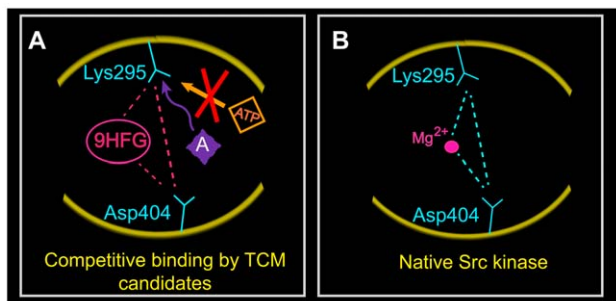 A
Lys295
ATP
9HFG
A
Asp404
Competitive binding by TCM
candidates
B
Lys295
Mg2+
Asp404
Native Src kinase